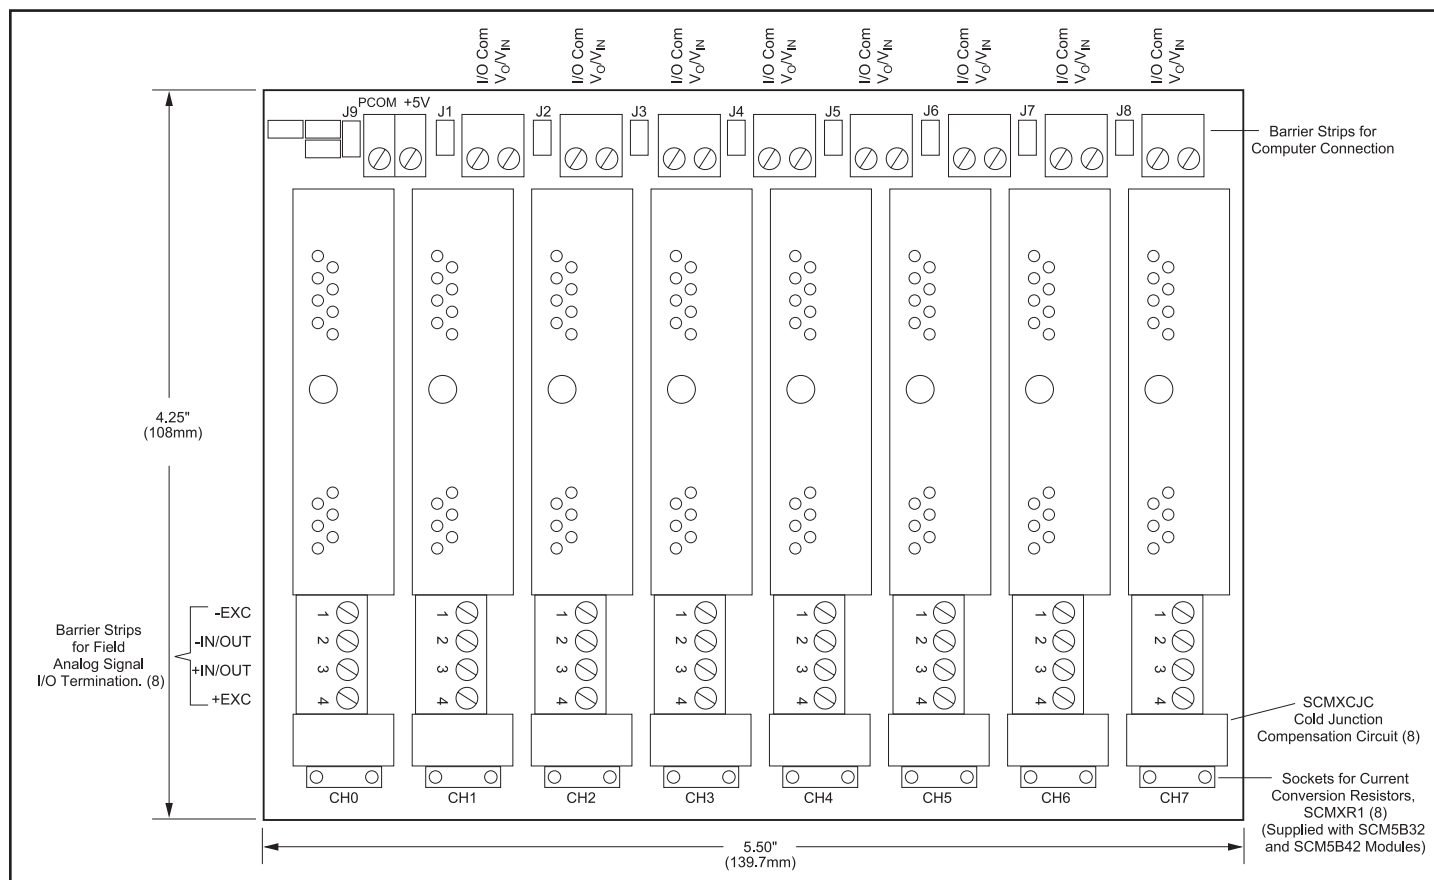 I/O Com
VO/VIN
I/O Com
VO/VIN
I/O Com
VO/VIN
I/O Com
VO/VIN
I/O Com
VO/VIN
I/O Com
VO/VIN
I/O Com
VO/VIN
I/O Com
VO/VIN
J9
PCOM +5V
J1
J2
J3
J4
J5
J6
J7
J8
Barrier Strips for
Computer Connection
4.25"
(108mm)
Barrier Strips
for Field
Analog Signal
I/O Termination. (8)
-EXC
-IN/OUT
+IN/OUT
+EXC
1 1 1 1 1 1 1 1
2 2 2 2 2 2 2 2
3 3 3 3 3 3 3 3
4 4 4 4 4 4 4 4
SCMXCJC
Cold Junction
Compensation Circuit (8)
Sockets for Current
Conversion Resistors,
SCMXR1 (8)
(Supplied with SCM5B32
and SCM5B42 Modules)
CH0 CH1 CH2 CH3 CH4 CH5 CH6 CH7
5.50"
(139.7mm)